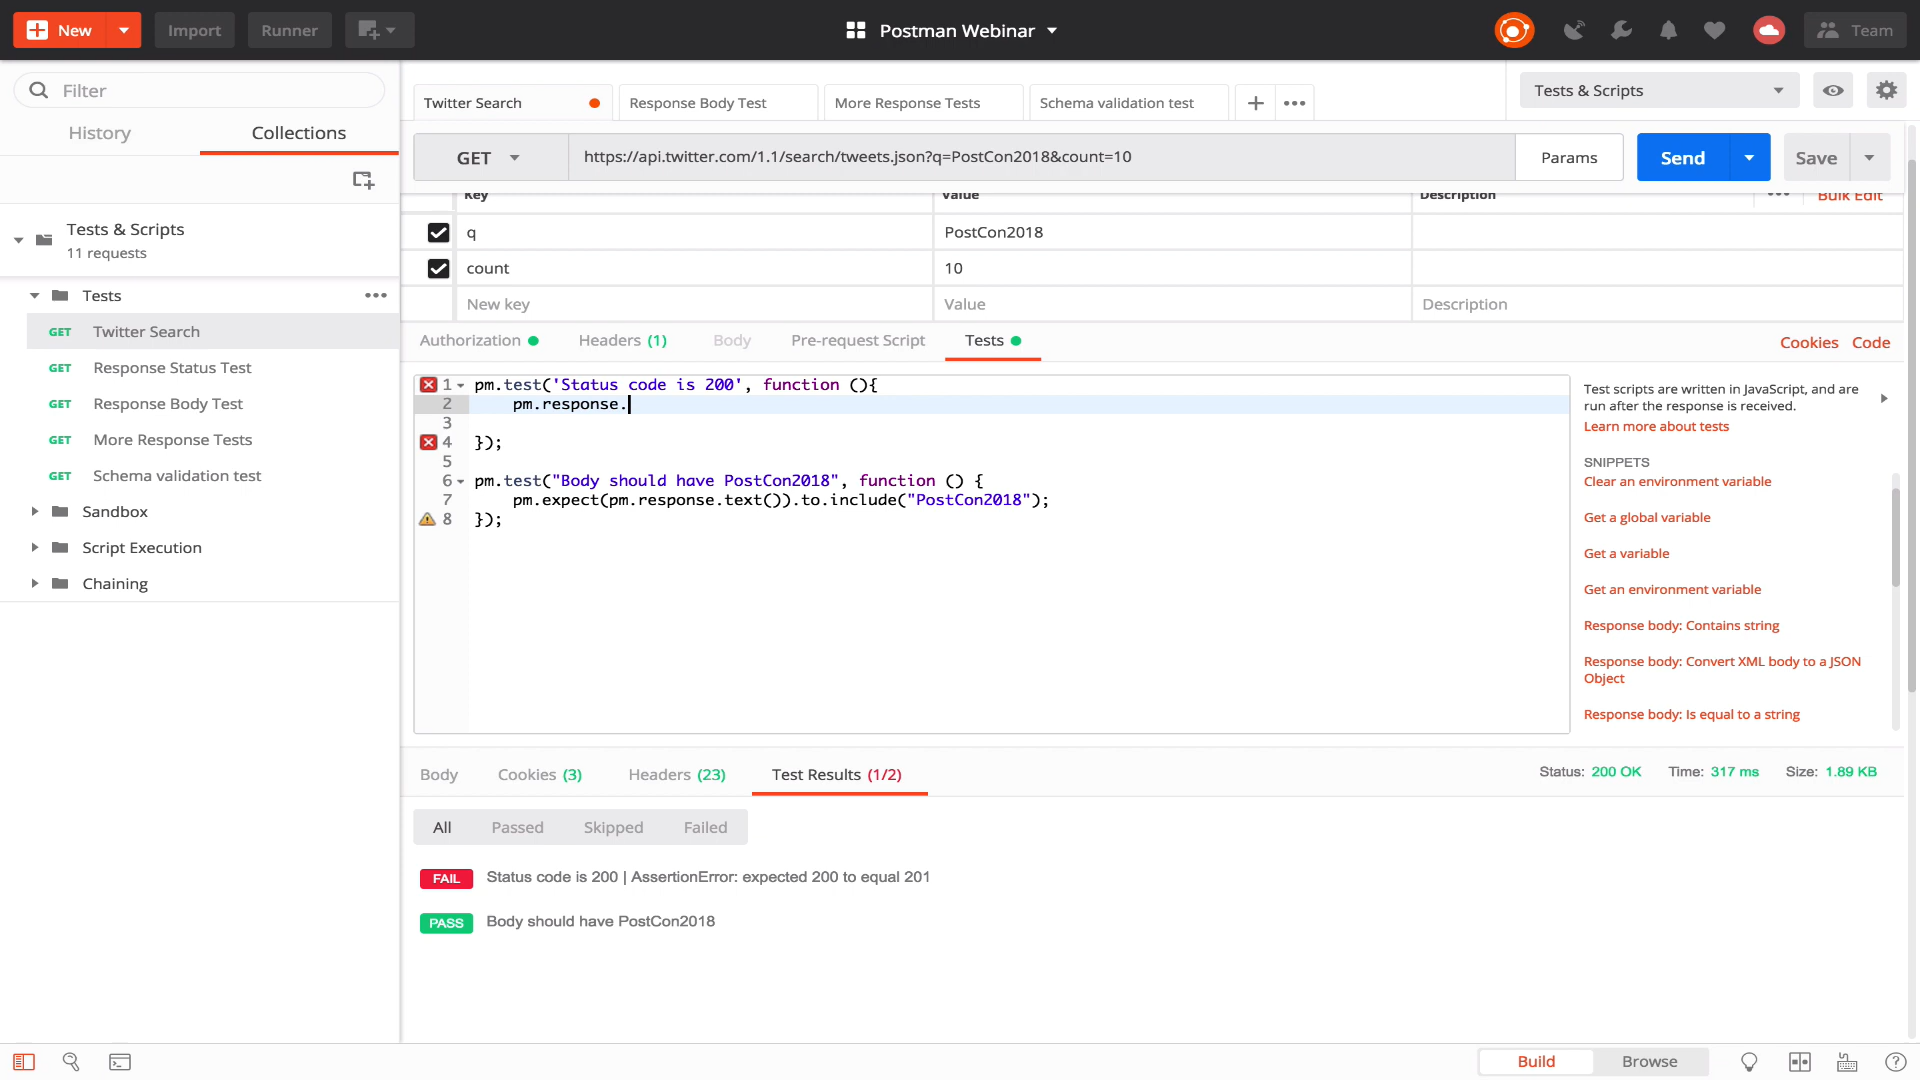 New
Import
Runner
Postman Webinar
Team
Filter
History
Collections
Tests & Scripts
11 requests
Tests
GET Twitter Search
GET Response Status Test
GET Response Body Test
GET More Response Tests
GET Schema validation test
Sandbox
Script Execution
Chaining
Twitter Search
Response Body Test
More Response Tests
Schema validation test
Tests & Scripts
GET
https://api.twitter.com/1.1/search/tweets.json?q=PostCon2018&count=10
Params
Send
Save
Key Value Description Bulk Edit
q PostCon2018
count 10
New key Value Description
Authorization Headers (1) Body Pre-request Script Tests Cookies Code
1 pm.test('Status code is 200', function (){
2 pm.response.
3
4 });
5
6 pm.test("Body should have PostCon2018", function () {
7 pm.expect(pm.response.text()).to.include("PostCon2018");
8 });
Test scripts are written in JavaScript, and are
run after the response is received.
Learn more about tests
SNIPPETS
Clear an environment variable
Get a global variable
Get a variable
Get an environment variable
Response body: Contains string
Response body: Convert XML body to a JSON
Object
Response body: Is equal to a string
Body Cookies (3) Headers (23) Test Results (1/2) Status: 200 OK Time: 317 ms Size: 1.89 KB
All Passed Skipped Failed
FAIL Status code is 200 | AssertionError: expected 200 to equal 201
PASS Body should have PostCon2018
Build Browse